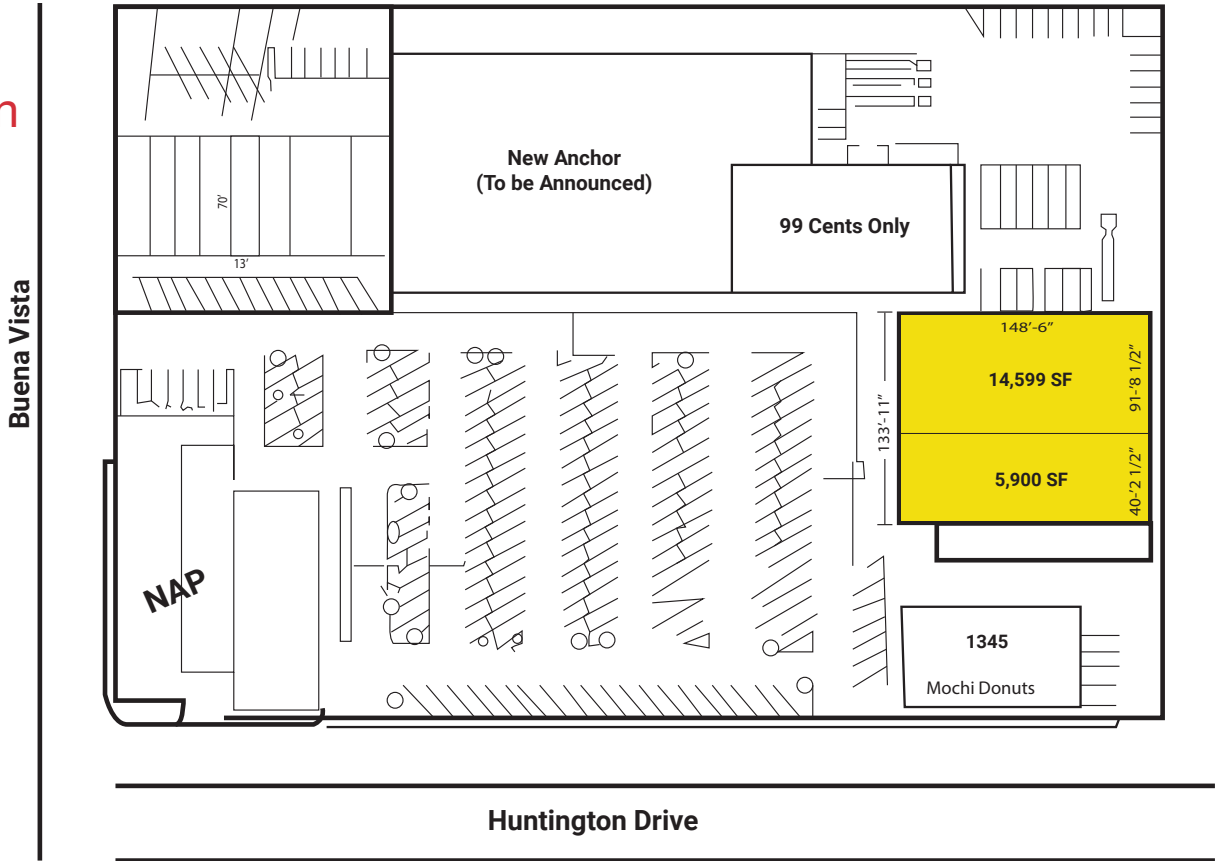 n
New Anchor
(To be Announced)
99 Cents Only
70’
13’
Buena Vista
148’-6”
14,599 SF
91-’8 1/2”
133’-11”
5,900 SF
40-’2 1/2”
NAP
1345
Mochi Donuts
Huntington Drive